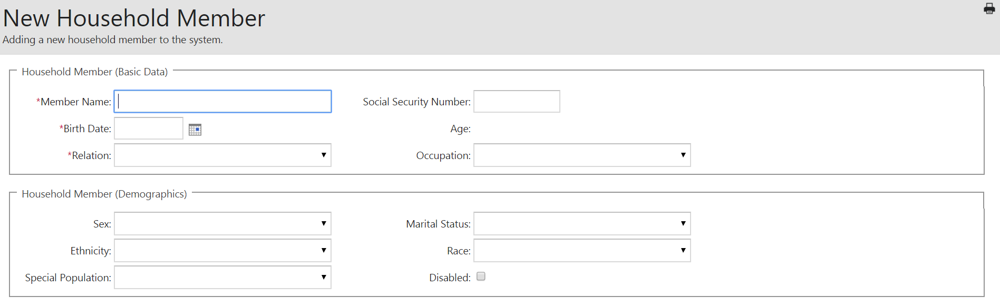 New Household Member
Adding a new household member to the system.
Household Member (Basic Data)
*Member Name: Social Security Number:
*Birth Date: Age:
*Relation: Occupation:
Household Member (Demographics)
Sex: Marital Status:
Ethnicity: Race:
Special Population: Disabled: